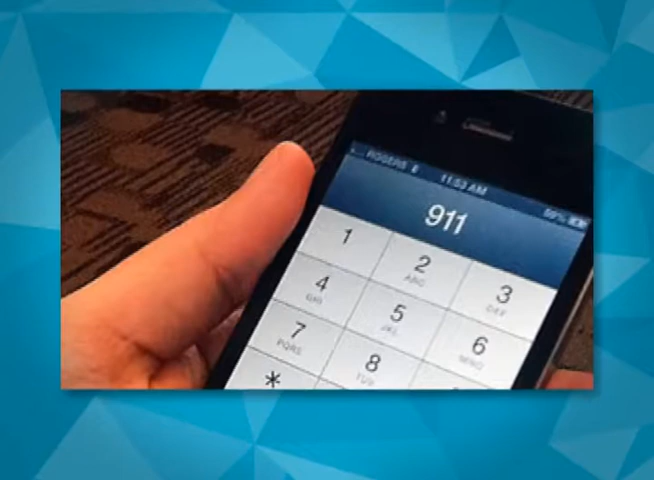 ROGERS 11:53 AM
911
1
2 ABC
3 DEF
4 GHI
5 JKL
6 MNO
7 PQRS
8 TUV
*